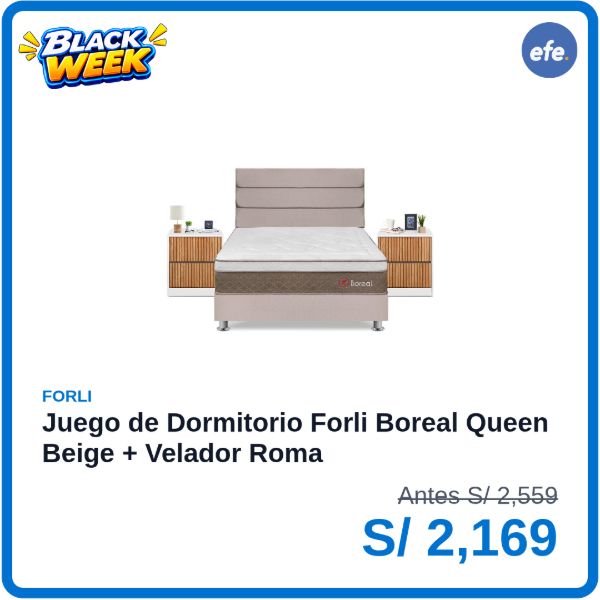 BLACK
WEEK
efe.
Boreal
FORLI
Juego de Dormitorio Forli Boreal Queen
Beige + Velador Roma
Antes S/ 2,559
S/ 2,169